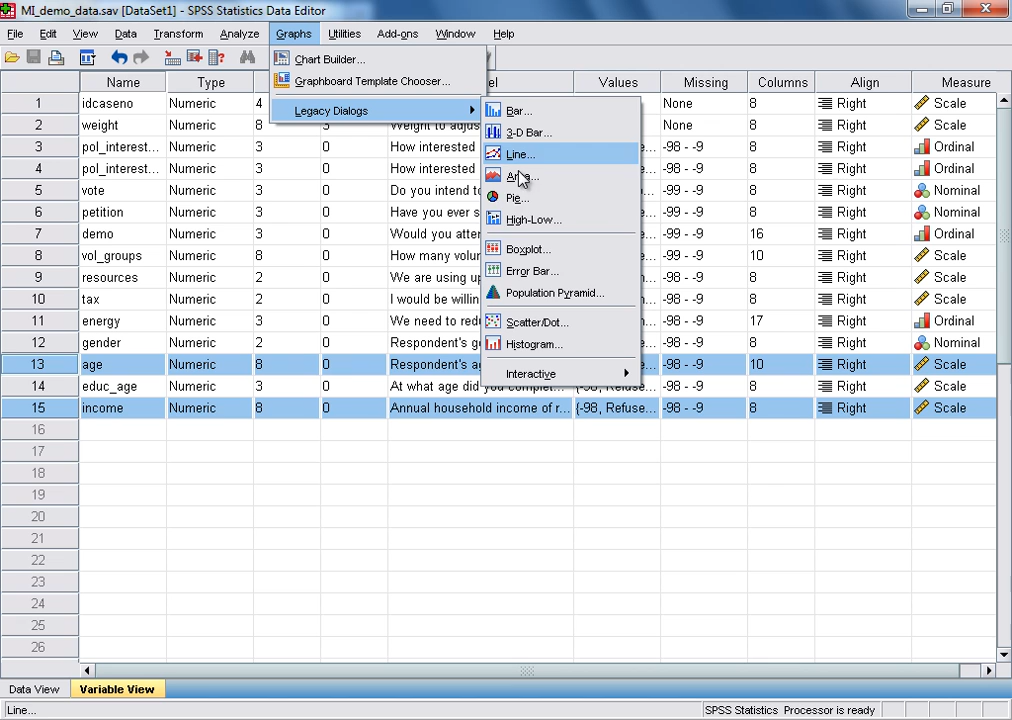 MI_demo_data.sav [DataSet1] - SPSS Statistics Data Editor
File Edit View Data Transform Analyze Graphs Utilities Add-ons Window Help
Chart Builder...
Graphboard Template Chooser...
Legacy Dialogs
Bar...
3-D Bar...
Line...
Pie...
High-Low...
Boxplot...
Error Bar...
Population Pyramid...
Scatter/Dot...
Histogram...
Interactive
Name Type Values Missing Columns Align Measure
1 idcaseno Numeric 4 None 8 Right Scale
2 weight Numeric 8 3 Weight to adjus None 8 Right Scale
3 pol_interest... Numeric 3 0 How interested -98 - -9 8 Right Ordinal
4 pol_interest... Numeric 3 0 How interested -98 - -9 8 Right Ordinal
5 vote Numeric 3 0 Do you intend to -99 - -9 8 Right Nominal
6 petition Numeric 3 0 Have you ever s -99 - -9 8 Right Nominal
7 demo Numeric 3 0 Would you atter -98 - -9 16 Right Ordinal
8 vol_groups Numeric 3 0 How many volur -99 - -9 10 Right Scale
9 resources Numeric 2 0 We are using up -98 - -9 8 Right Scale
10 tax Numeric 2 0 I would be willin -98 - -9 8 Right Scale
11 energy Numeric 3 0 We need to redu -98 - -9 17 Right Ordinal
12 gender Numeric 2 0 Respondent's g -98 - -9 8 Right Nominal
13 age Numeric 8 0 Respondent's a -98 - -9 10 Right Scale
14 educ_age Numeric 3 0 At what age did you complet... {-98, Refuse... -98 - -9 8 Right Scale
15 income Numeric 8 0 Annual household income of r... {-98, Refuse... -98 - -9 8 Right Scale
16
17
18
19
20
21
22
23
24
25
26
Data View Variable View
Line... SPSS Statistics Processor is ready